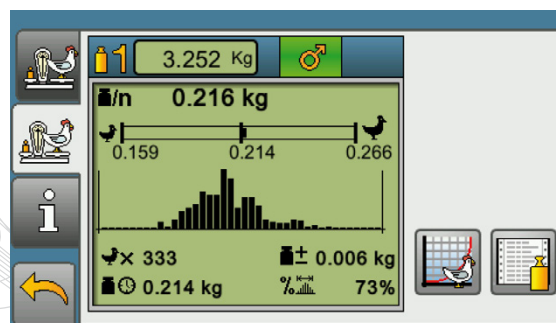 1 3.252 Kg
/n 0.216 kg
0.159 0.214 0.266
x 333 ± 0.006 kg
0.214 kg % 73%